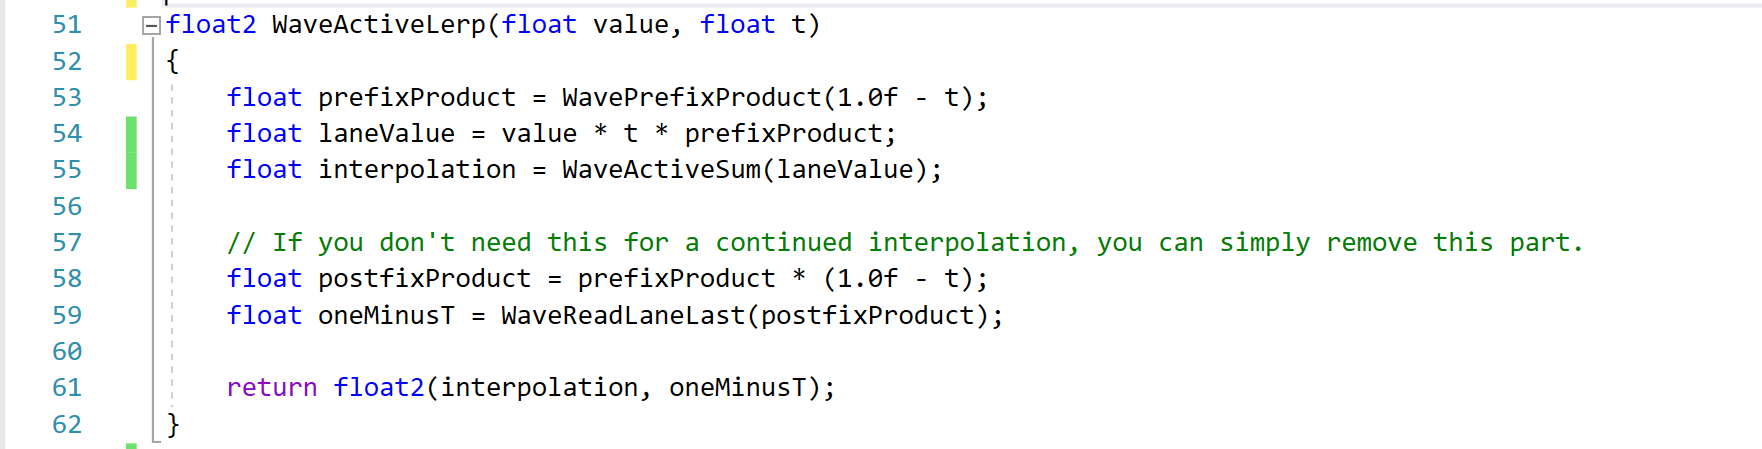 51 float2 WaveActiveLerp(float value, float t)
52 {
53     float prefixProduct = WavePrefixProduct(1.0f - t);
54     float laneValue = value * t * prefixProduct;
55     float interpolation = WaveActiveSum(laneValue);
56
57     // If you don't need this for a continued interpolation, you can simply remove this part.
58     float postfixProduct = prefixProduct * (1.0f - t);
59     float oneMinusT = WaveReadLaneLast(postfixProduct);
60
61     return float2(interpolation, oneMinusT);
62 }